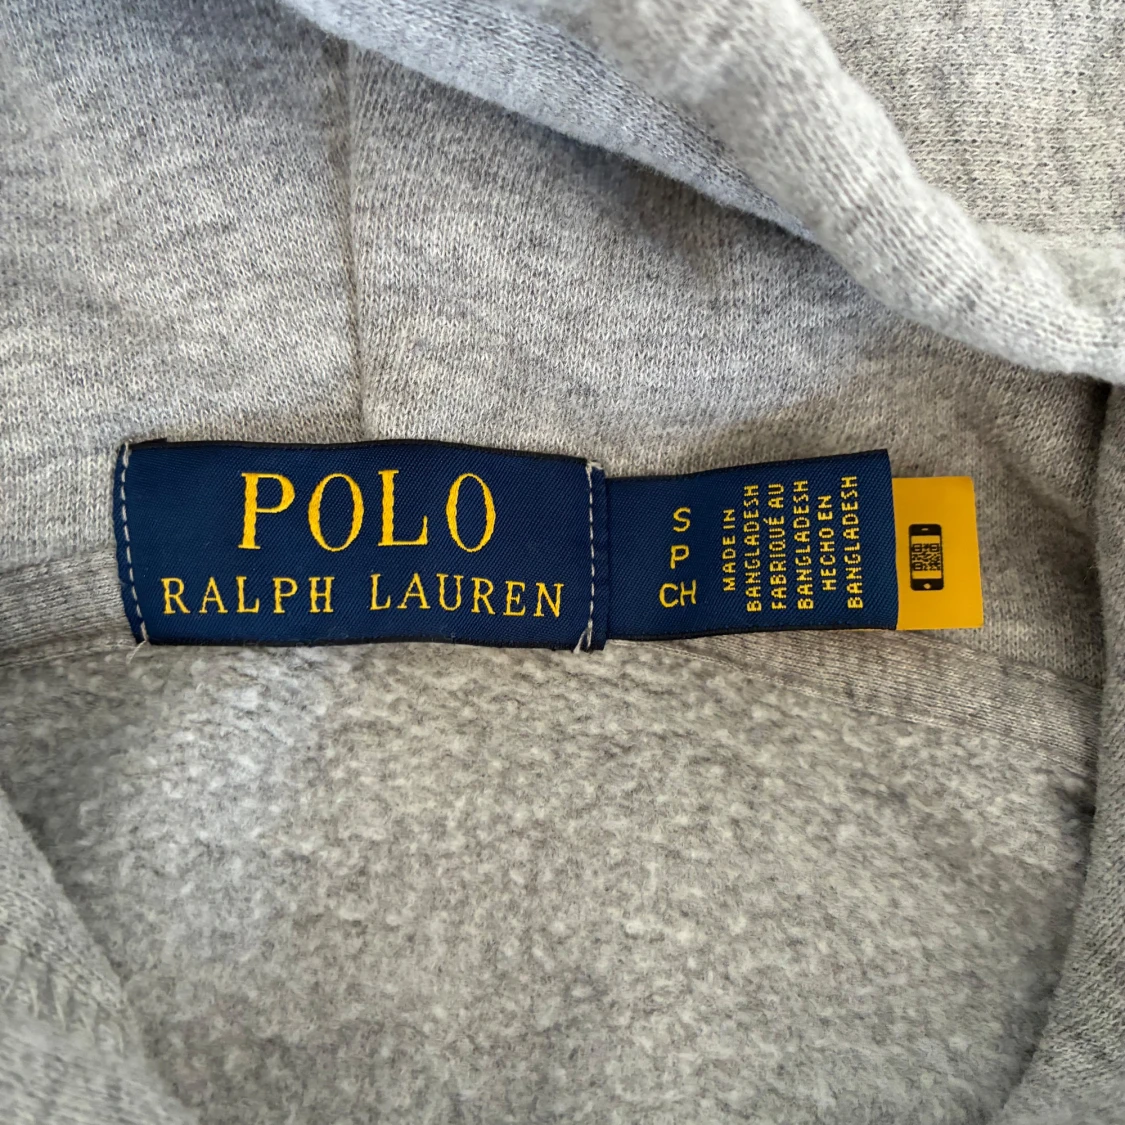 POLO
RALPH LAUREN
S
P
CH
MADE IN
BANGLADESH
FABRIQUÉ AU
BANGLADESH
HECHO EN
BANGLADESH